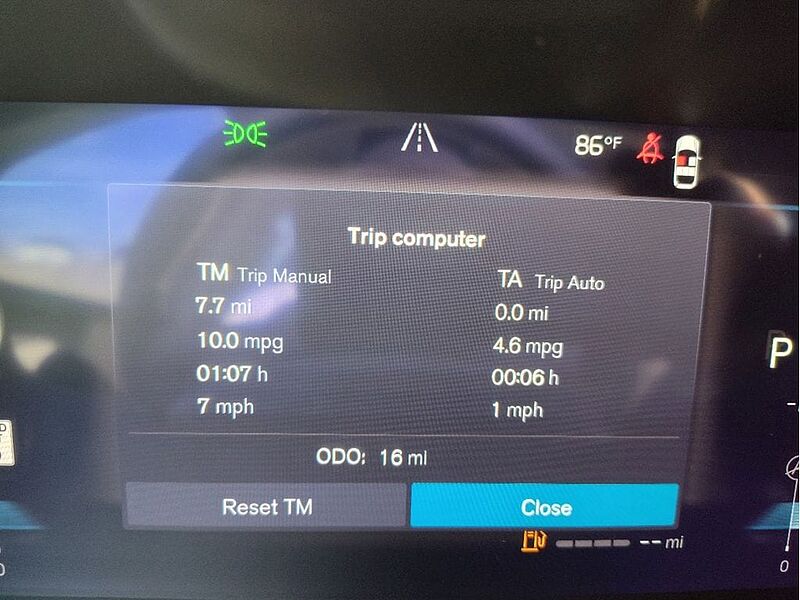 86°F
Trip computer
TM Trip Manual
7.7 mi
10.0 mpg
01:07 h
7 mph
TA Trip Auto
0.0 mi
4.6 mpg
00:06 h
1 mph
P
ODO: 16 mi
Reset TM
Close
-- mi
0